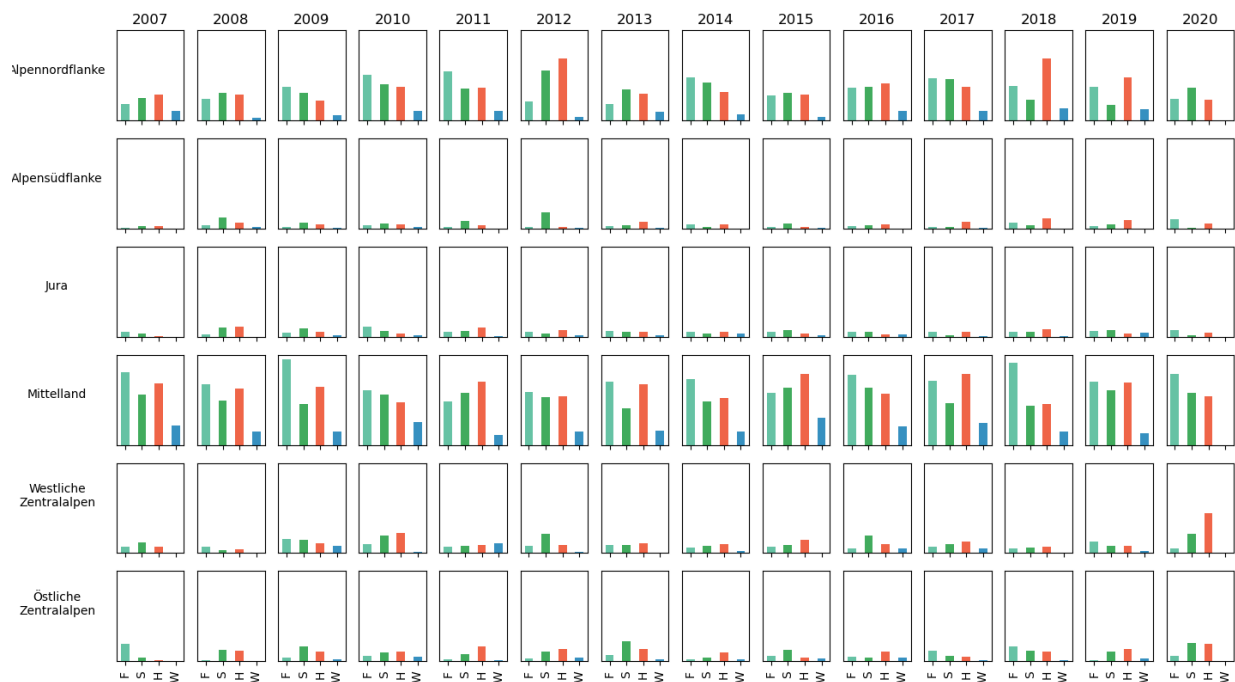 2007 2008 2009 2010 2011 2012 2013 2014 2015 2016 2017 2018 2019 2020
Alpennordflanke
Alpensüdflanke
Jura
Mittelland
Westliche
Zentralalpen
Östliche
Zentralalpen
F S H W F S H W F S H W F S H W F S H W F S H W F S H W F S H W F S H W F S H W F S H W F S H W F S H W F S H W